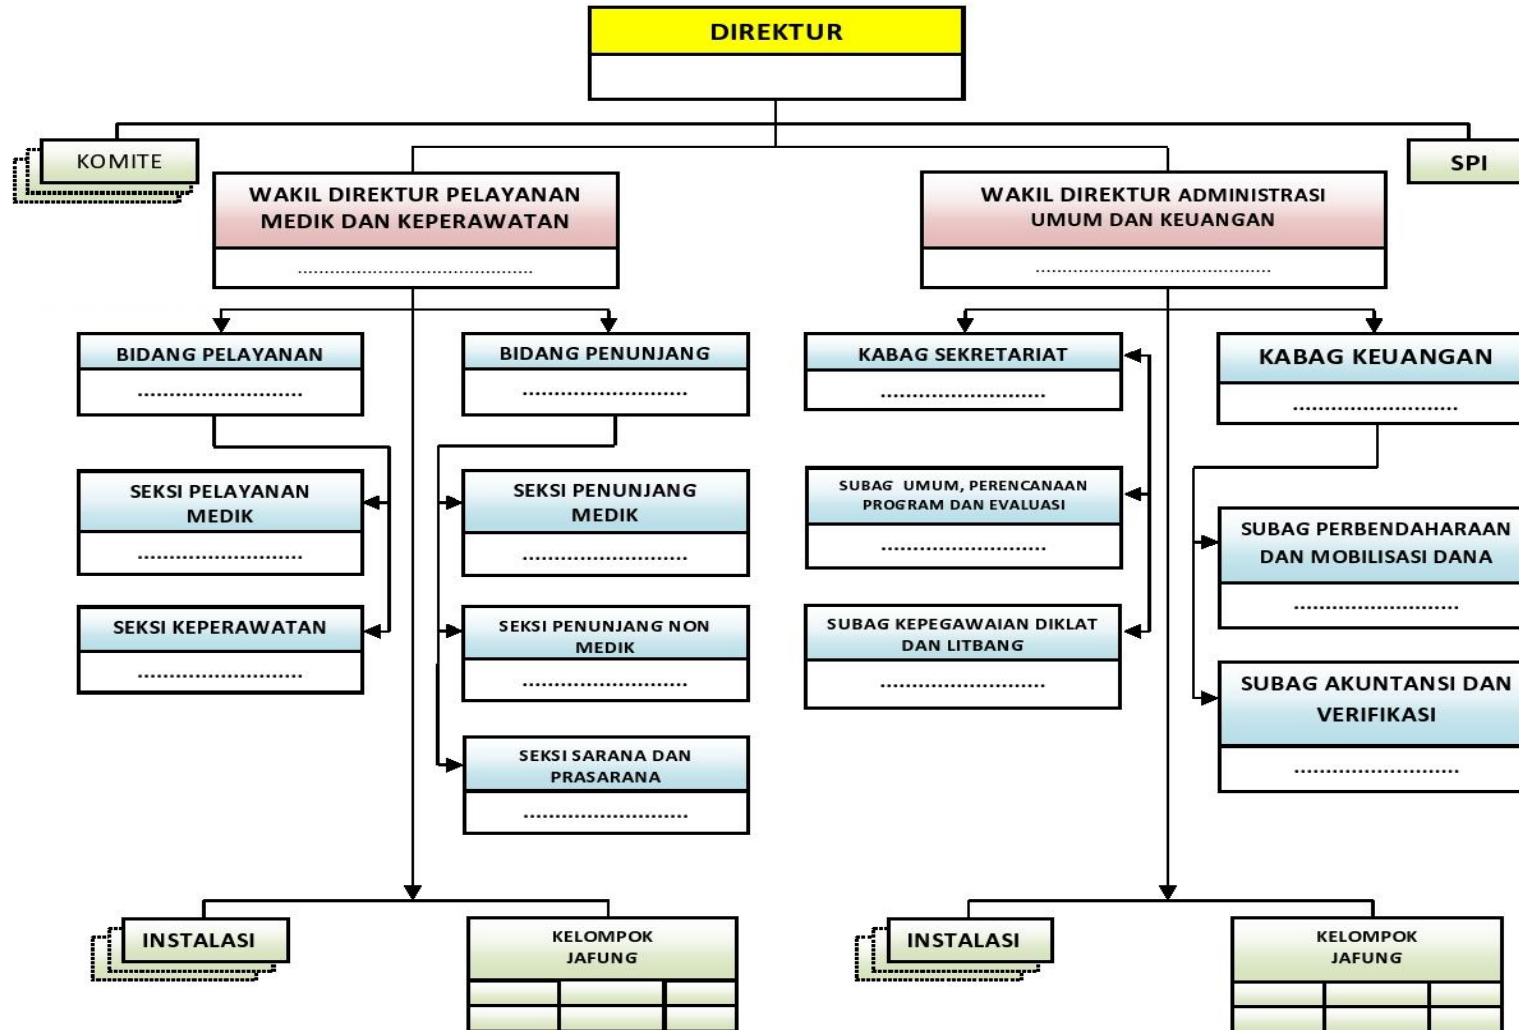 DIREKTUR
KOMITE
SPI
WAKIL DIREKTUR PELAYANAN
MEDIK DAN KEPERAWATAN
..........................................
WAKIL DIREKTUR ADMINISTRASI
UMUM DAN KEUANGAN
..........................................
BIDANG PELAYANAN
..........................
BIDANG PENUNJANG
..........................
KABAG SEKRETARIAT
..........................
KABAG KEUANGAN
..........................
SEKSI PELAYANAN
MEDIK
..........................
SEKSI PENUNJANG
MEDIK
..........................
SUBAG UMUM, PERENCANAAN
PROGRAM DAN EVALUASI
..........................
SUBAG PERBENDAHARAAN
DAN MOBILISASI DANA
..........................
SEKSI KEPERAWATAN
..........................
SEKSI PENUNJANG NON
MEDIK
..........................
SUBAG KEPEGAWAIAN DIKLAT
DAN LITBANG
..........................
SUBAG AKUNTANSI DAN
VERIFIKASI
..........................
SEKSI SARANA DAN
PRASARANA
..........................
INSTALASI
KELOMPOK
JAFUNG
INSTALASI
KELOMPOK
JAFUNG